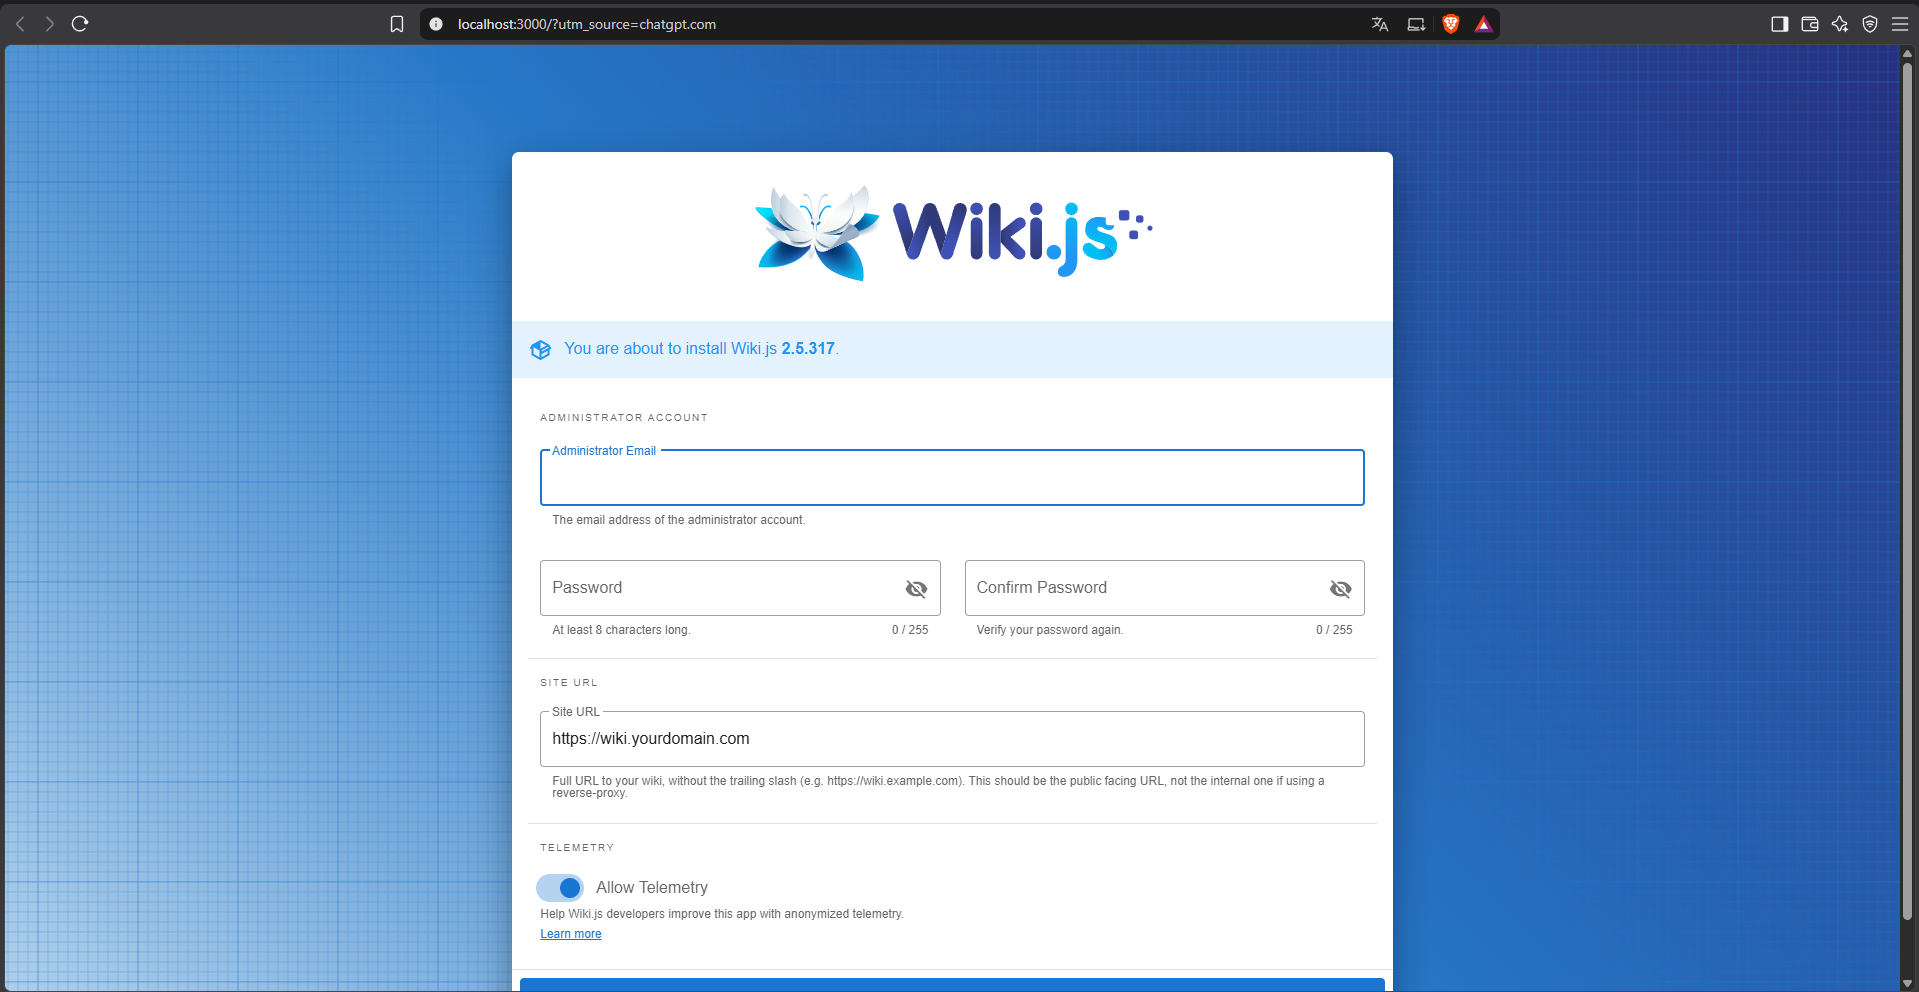 localhost:3000/?utm_source=chatgpt.com
Wiki.js
You are about to install Wiki.js 2.5.317.
ADMINISTRATOR ACCOUNT
Administrator Email
The email address of the administrator account.
Password
Confirm Password
At least 8 characters long.
0 / 255
Verify your password again.
0 / 255
SITE URL
Site URL
https://wiki.yourdomain.com
Full URL to your wiki, without the trailing slash (e.g. https://wiki.example.com). This should be the public facing URL, not the internal one if using a
reverse-proxy.
TELEMETRY
Allow Telemetry
Help Wiki.js developers improve this app with anonymized telemetry.
Learn more